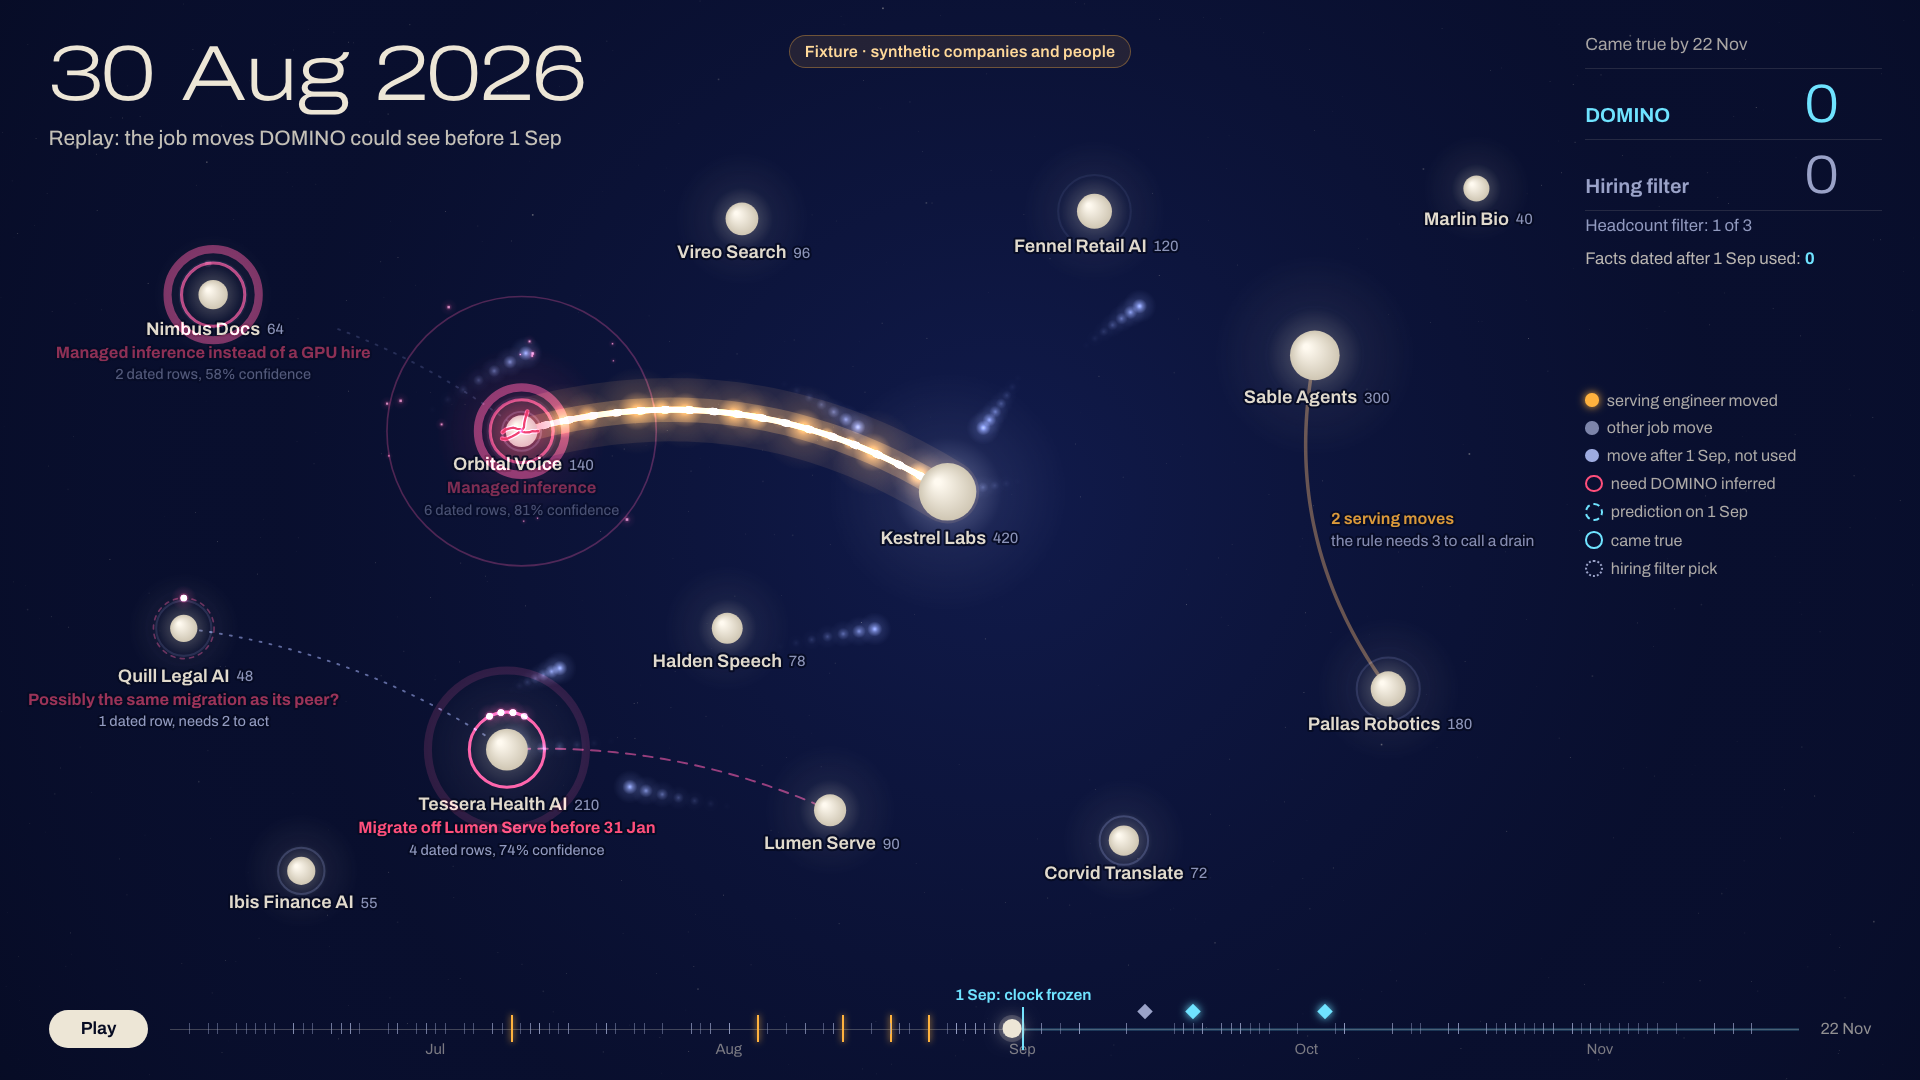 30 Aug 2026
Replay: the job moves DOMINO could see before 1 Sep
Fixture · synthetic companies and people
Came true by 22 Nov
DOMINO 0
Hiring filter 0
Headcount filter: 1 of 3
Facts dated after 1 Sep used: 0
Vireo Search 96
Fennel Retail AI 120
Marlin Bio 40
Nimbus Docs 64
Managed inference instead of a GPU hire
2 dated rows, 58% confidence
Sable Agents 300
Orbital Voice 140
Managed inference
6 dated rows, 81% confidence
Kestrel Labs 420
2 serving moves
the rule needs 3 to call a drain
serving engineer moved
other job move
move after 1 Sep, not used
need DOMINO inferred
prediction on 1 Sep
came true
hiring filter pick
Quill Legal AI 48
Possibly the same migration as its peer?
1 dated row, needs 2 to act
Halden Speech 78
Pallas Robotics 180
Tessera Health AI 210
Migrate off Lumen Serve before 31 Jan
4 dated rows, 74% confidence
Lumen Serve 90
Corvid Translate 72
Ibis Finance AI 55
1 Sep: clock frozen
Play
22 Nov
Jul
Aug
Sep
Oct
Nov